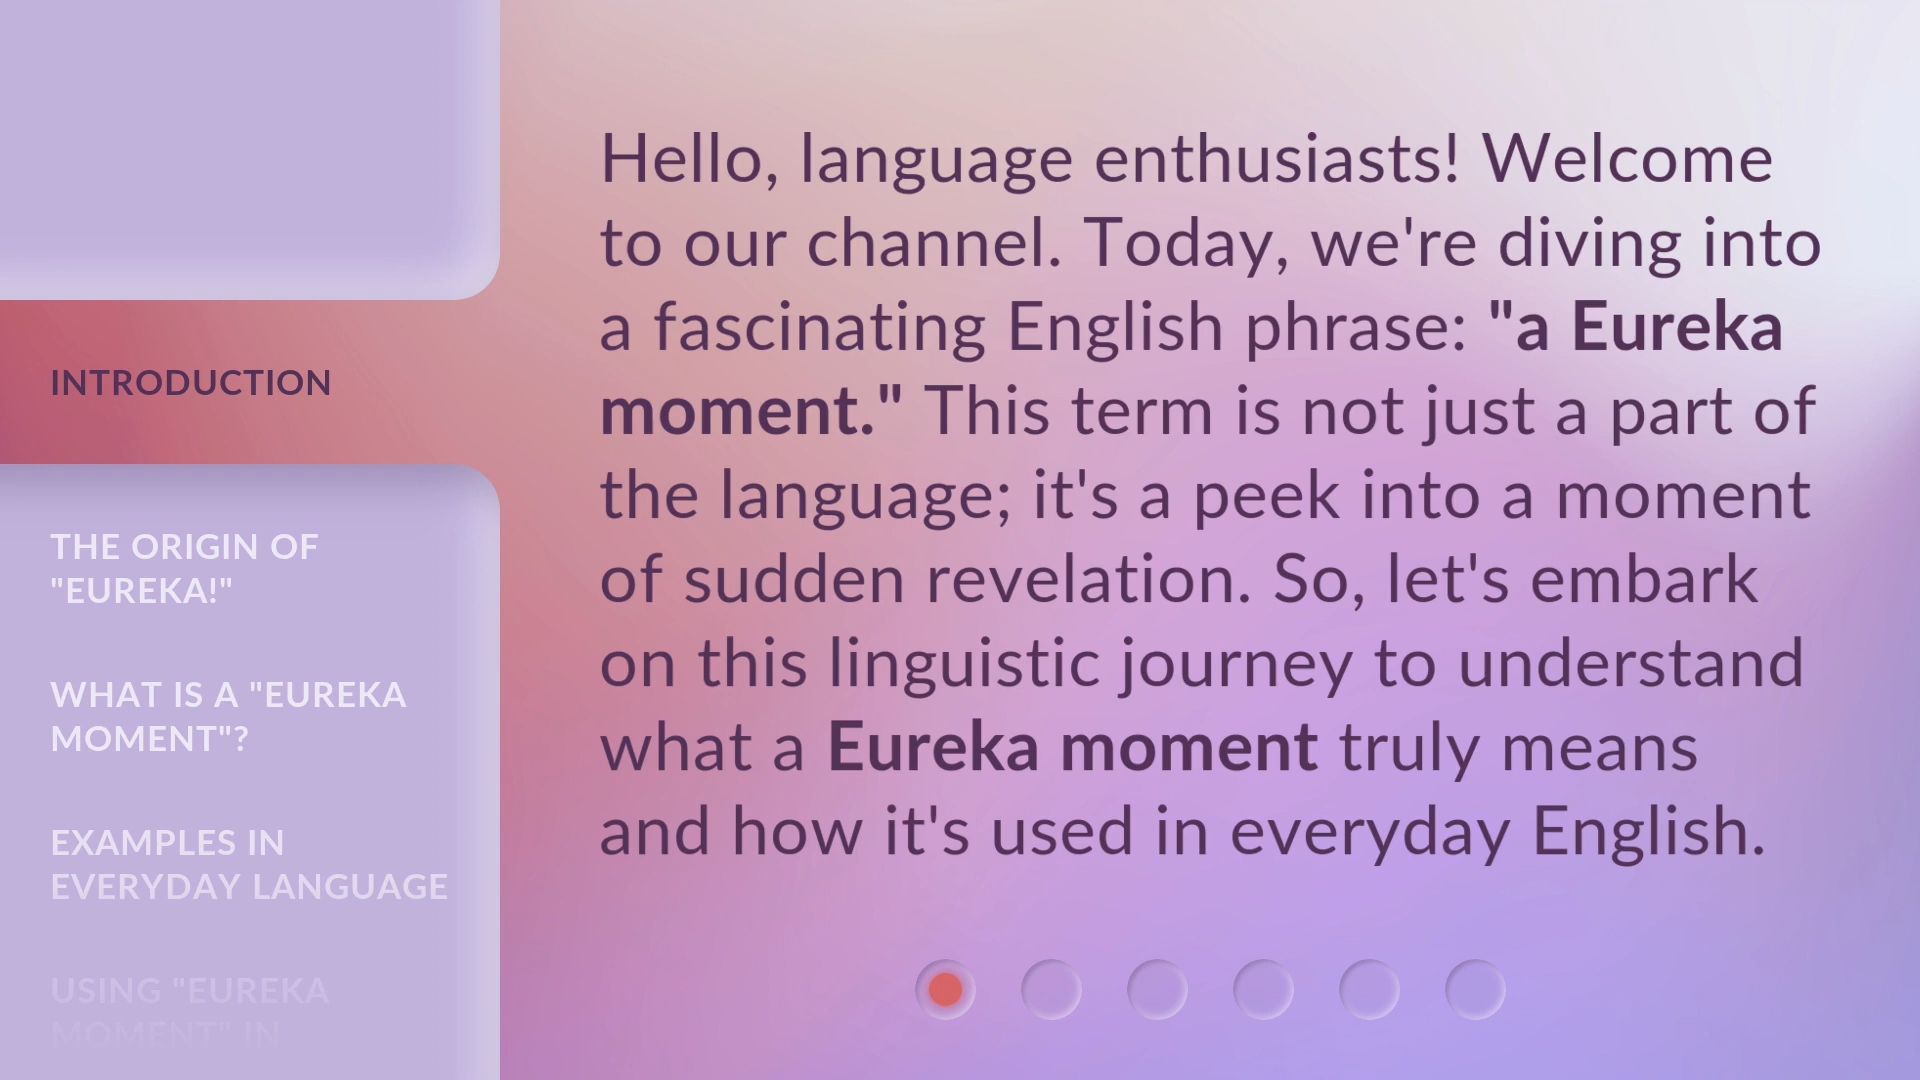 INTRODUCTION
THE ORIGIN OF
"EUREKA!"
WHAT IS A "EUREKA
MOMENT"?
EXAMPLES IN
EVERYDAY LANGUAGE
USING "EUREKA
MOMENT" IN
Hello, language enthusiasts! Welcome
to our channel. Today, we're diving into
a fascinating English phrase: "a Eureka
moment." This term is not just a part of
the language; it's a peek into a moment
of sudden revelation. So, let's embark
on this linguistic journey to understand
what a Eureka moment truly means
and how it's used in everyday English.